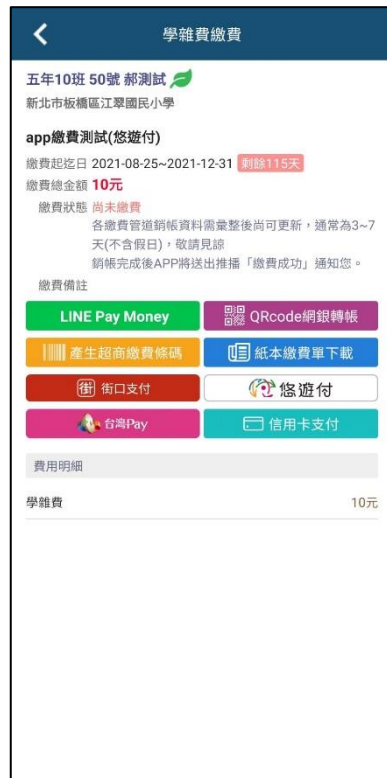 學雜費繳費
五年10班 50號 郝測試
新北市板橋區江翠國民小學
app繳費測試(悠遊付)
繳費起迄日 2021-08-25~2021-12-31 剩餘115天
繳費總金額 10元
繳費狀態 尚未繳費
各繳費管道銷帳資料需彙整後尚可更新，通常為3~7天(不含假日)，敬請見諒
銷帳完成後APP將送出推播「繳費成功」通知您。
繳費備註
LINE Pay Money
QRcode網銀轉帳
產生超商繳費條碼
紙本繳費單下載
街 街口支付
悠遊付
台灣Pay
信用卡支付
費用明細
學雜費 10元